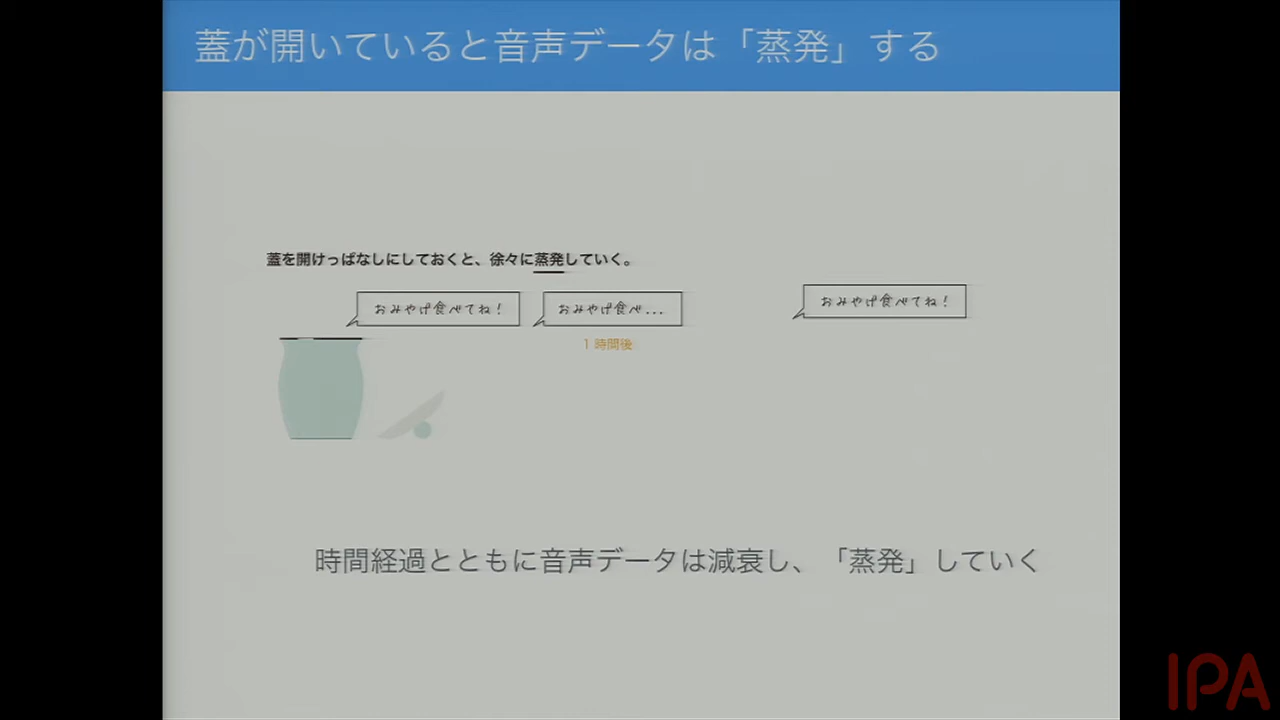 蓋が開いていると音声データは「蒸発」する
蓋を開けっぱなしにしておくと、徐々に蒸発していく。
おみやげ食べてね！
おみやげ食べ...
おみやげ食べてね！
1 時間後
時間経過とともに音声データは減衰し、「蒸発」していく
IPA